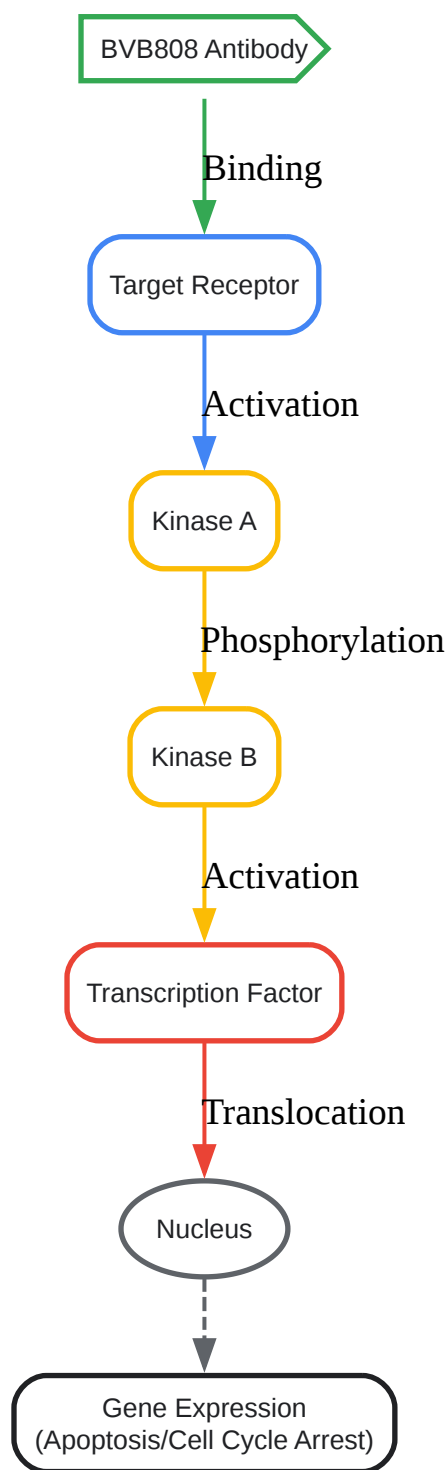 BVB808 Antibody
Binding
Target Receptor
Activation
Kinase A
Phosphorylation
Kinase B
Activation
Transcription Factor
Translocation
Nucleus
Gene Expression
(Apoptosis/Cell Cycle Arrest)